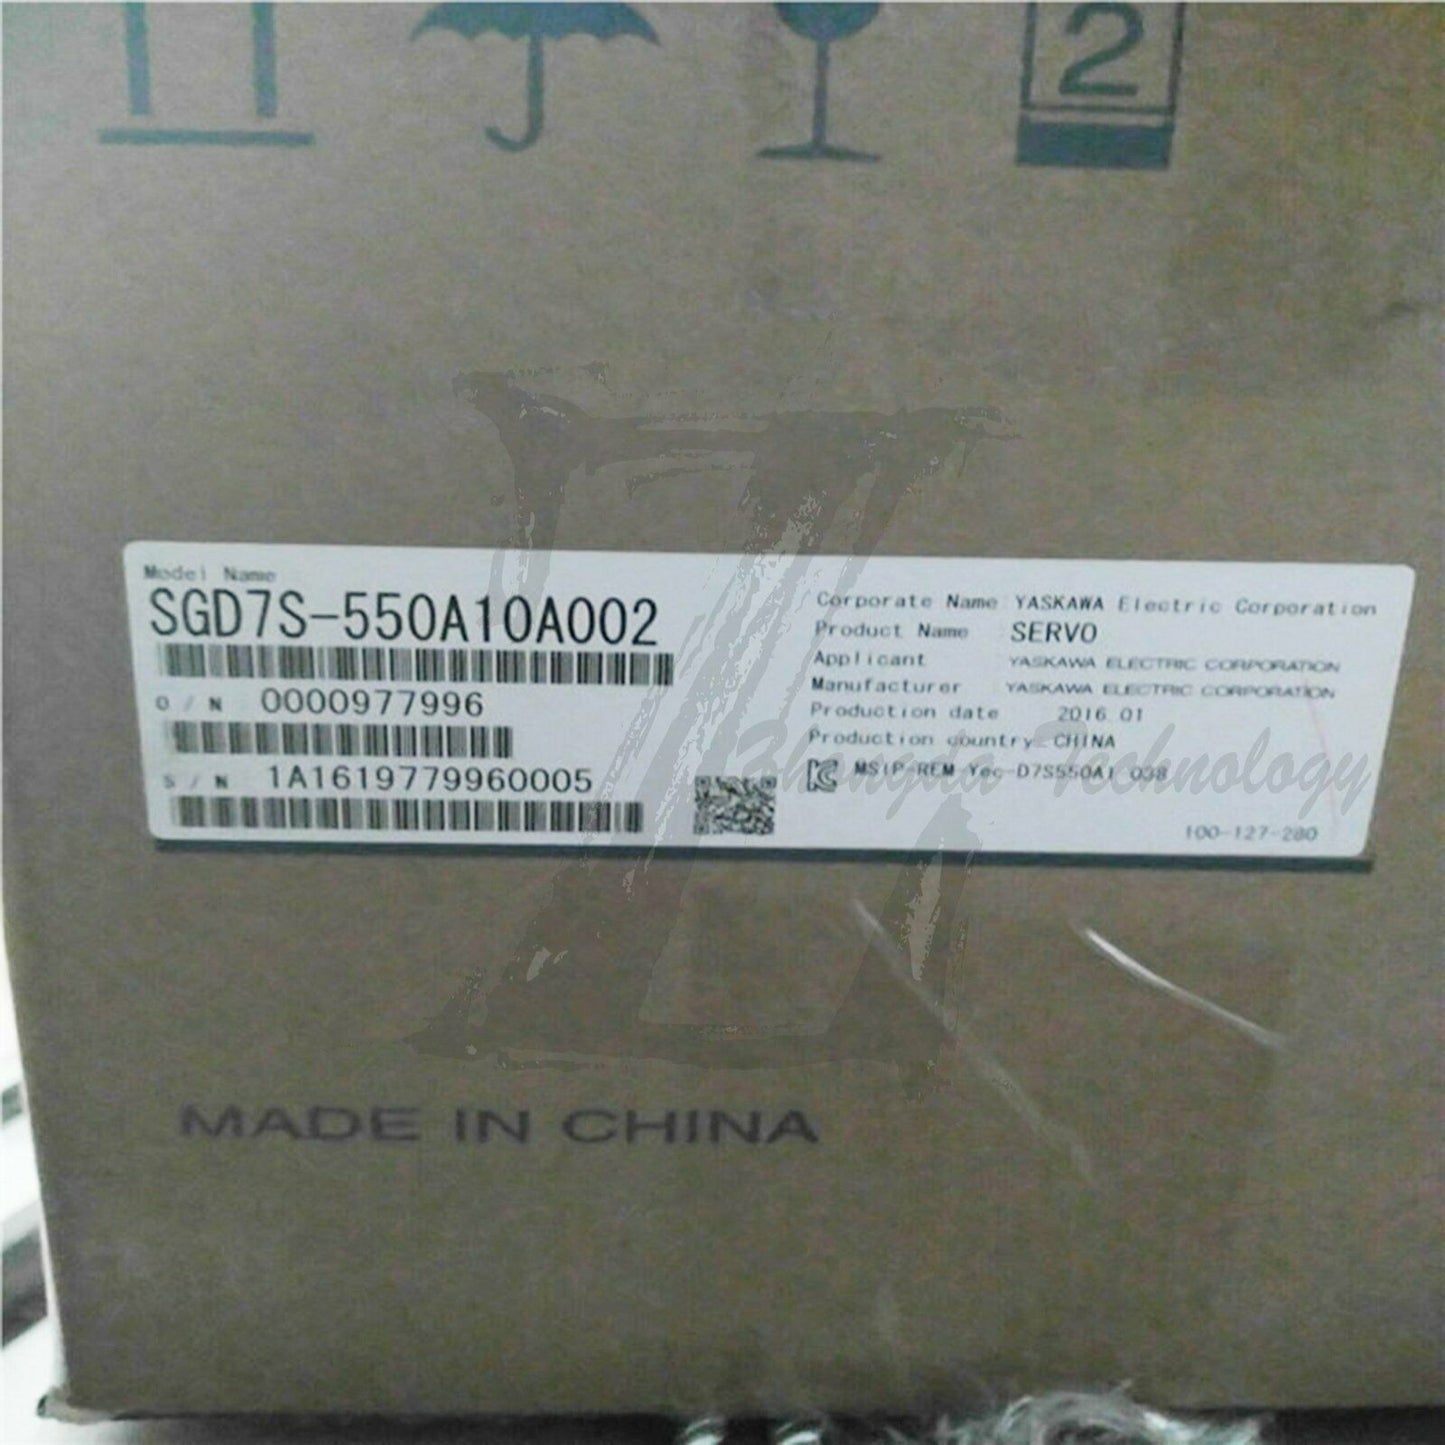 2
Model Name
SGD7S-550A10A002
O / N 0000977996
S / N 1A1619779960005
Corporate Name YASKAWA Electric Corporation
Product Name SERVO
Applicant YASKAWA ELECTRIC CORPORATION
Manufacturer YASKAWA ELECTRIC CORPORATION
Production date 2016.01
Production country CHINA
MSIP-REM-Yec-D7S550A1 038
100-127-280
Zhongda Technology
MADE IN CHINA